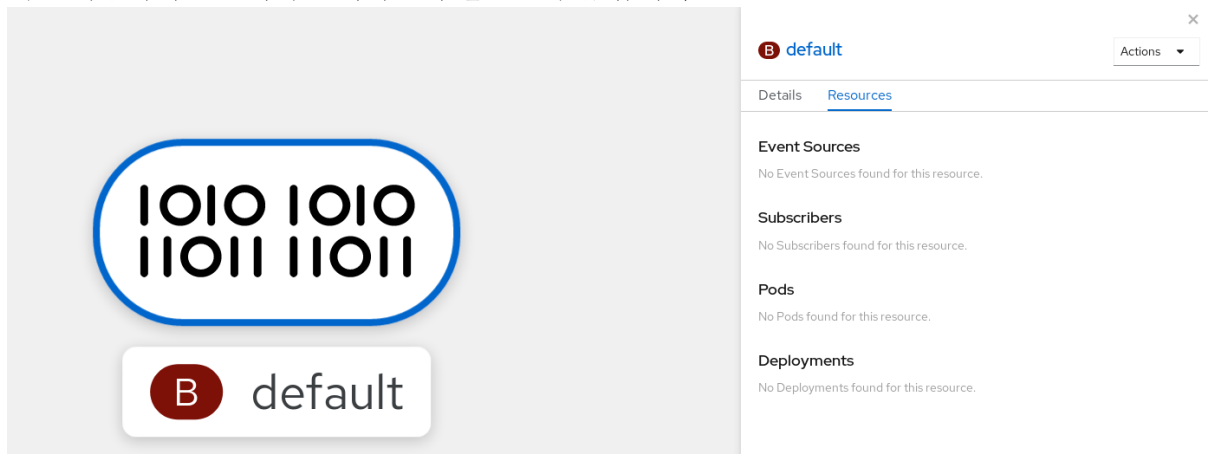 1010 1010
11011 11011
B default
B default
Actions
Details Resources
Event Sources
No Event Sources found for this resource.
Subscribers
No Subscribers found for this resource.
Pods
No Pods found for this resource.
Deployments
No Deployments found for this resource.